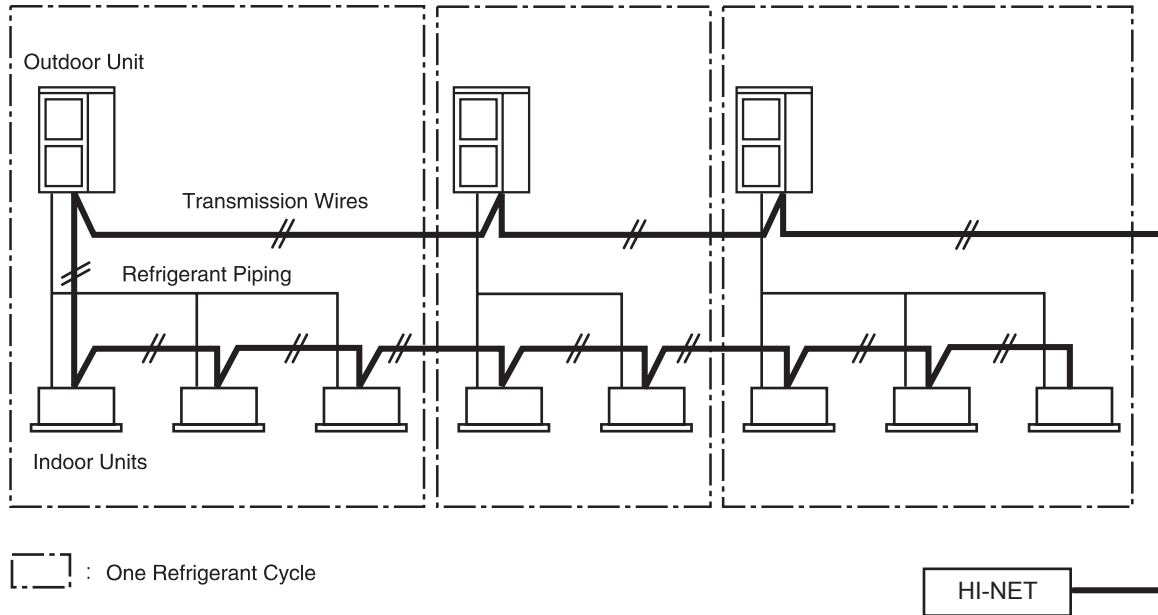 Outdoor Unit
Transmission Wires
Refrigerant Piping
Indoor Units
: One Refrigerant Cycle
HI-NET